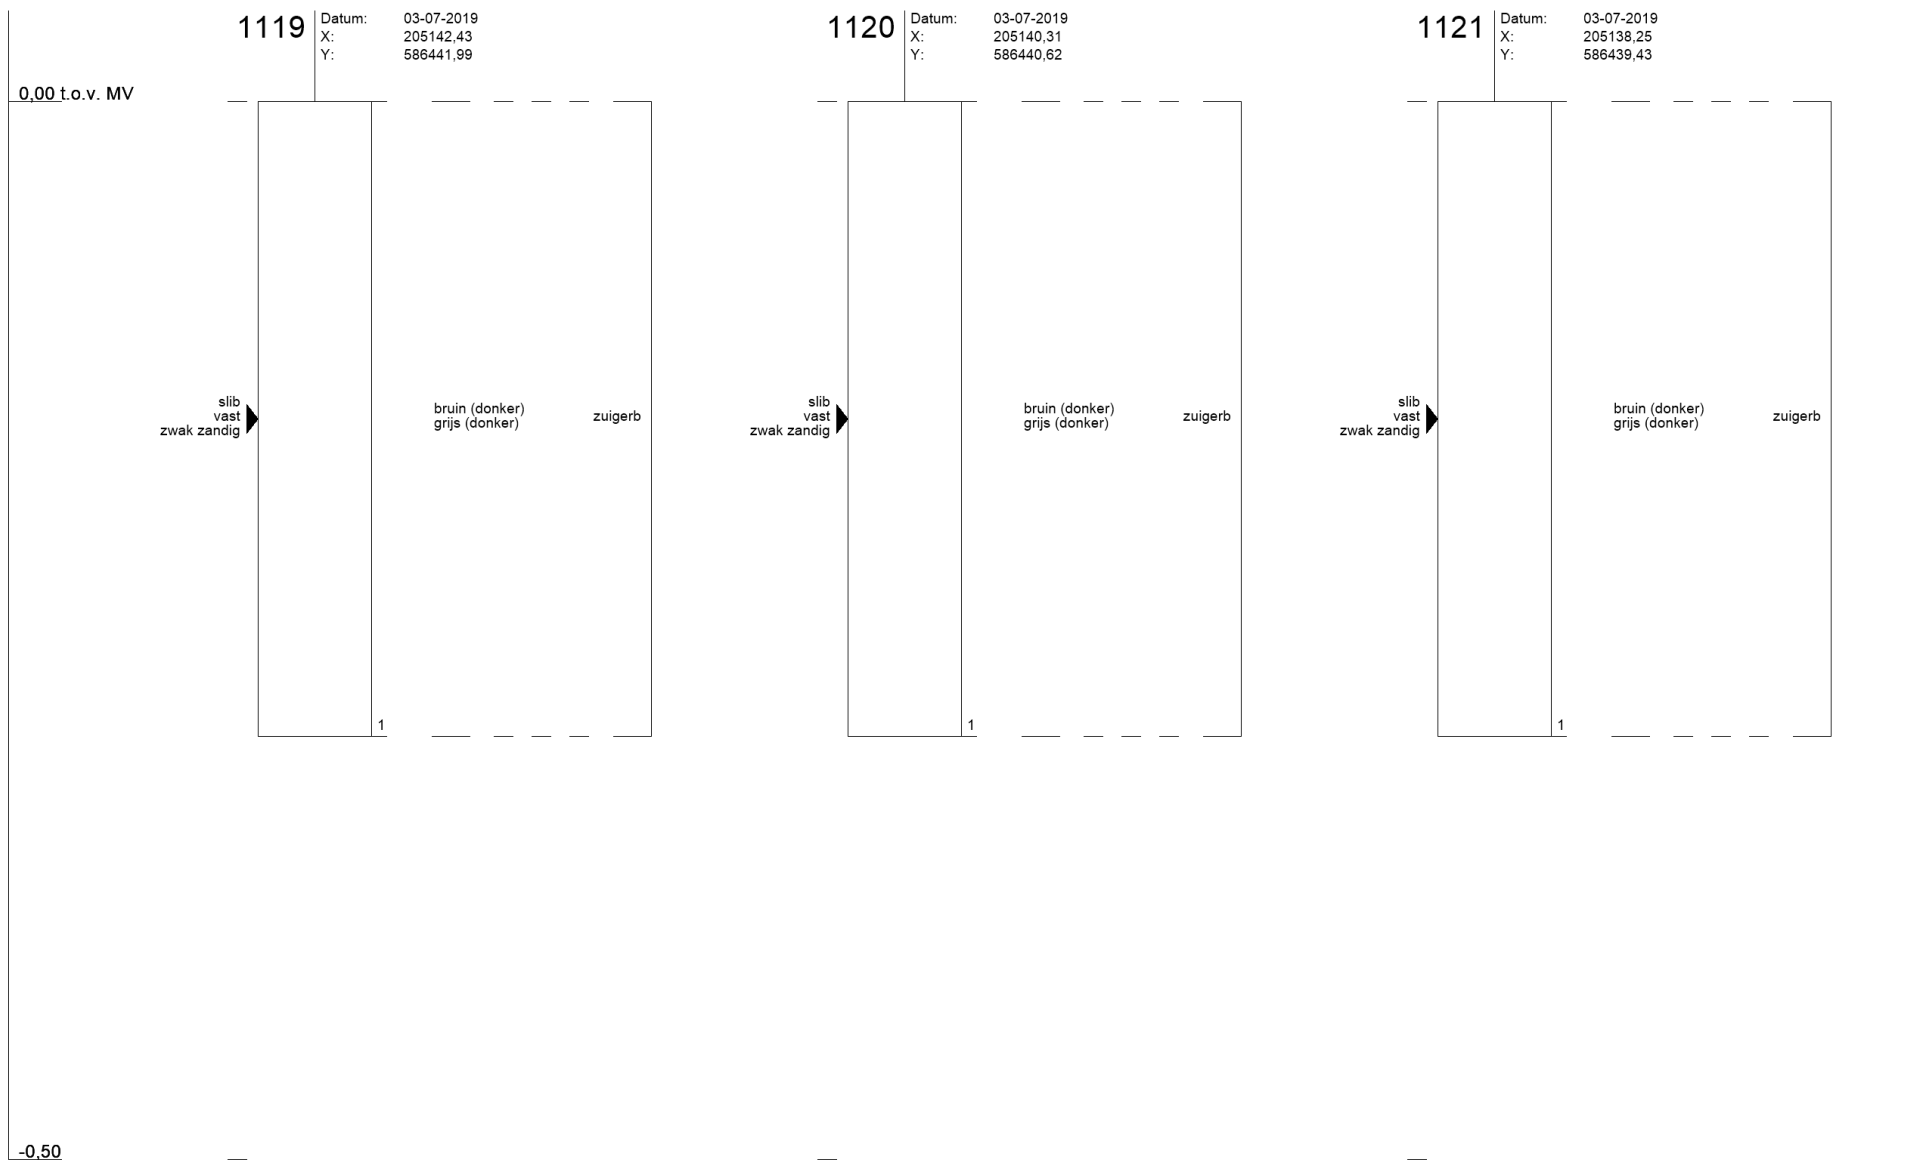 1119
Datum: 03-07-2019
X: 205142,43
Y: 586441,99
1120
Datum: 03-07-2019
X: 205140,31
Y: 586440,62
1121
Datum: 03-07-2019
X: 205138,25
Y: 586439,43
0,00 t.o.v. MV
slib
vast
zwak zandig
bruin (donker)
grijs (donker)
zuigerb
1
slib
vast
zwak zandig
bruin (donker)
grijs (donker)
zuigerb
1
slib
vast
zwak zandig
bruin (donker)
grijs (donker)
zuigerb
1
-0,50